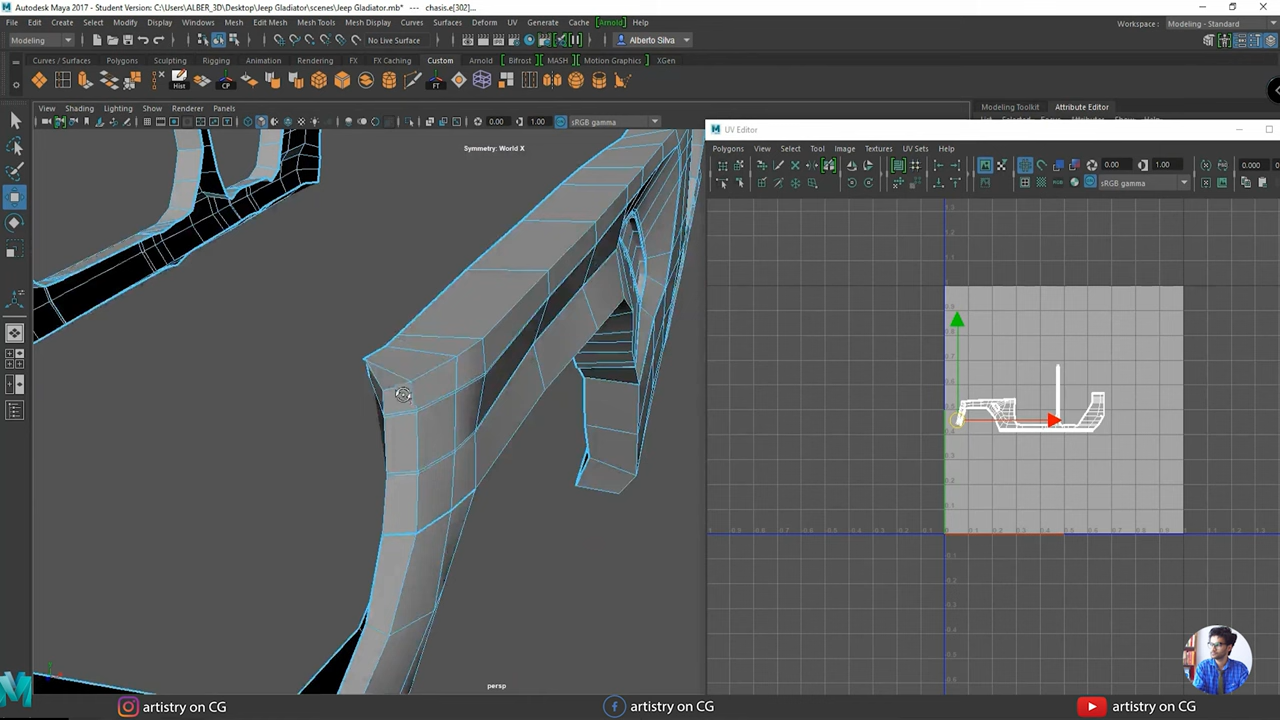 Autodesk Maya 2017 - Student Version: C:\Users\ALBER_3D\Desktop\Jeep Gladiator\scenes\Jeep Gladiator.mb* --- chasis.e[302]...
File Edit Create Select Modify Display Windows Mesh Edit Mesh Mesh Tools Mesh Display Curves Surfaces Deform UV Generate Cache [Arnold] Help
Workspace : Modeling - Standard
Modeling No Live Surface Alberto Silva
Curves / Surfaces Polygons Sculpting Rigging Animation Rendering FX FX Caching Custom Arnold Bifrost MASH Motion Graphics XGen
Hist CP FT
View Shading Lighting Show Renderer Panels
Modeling Toolkit Attribute Editor
0.00 1.00 sRGB gamma
UV Editor
Polygons View Select Tool Image Textures UV Sets Help
0.00 1.00 0.000
sRGB gamma
Symmetry: World X
persp
artistry on CG artistry on CG artistry on CG